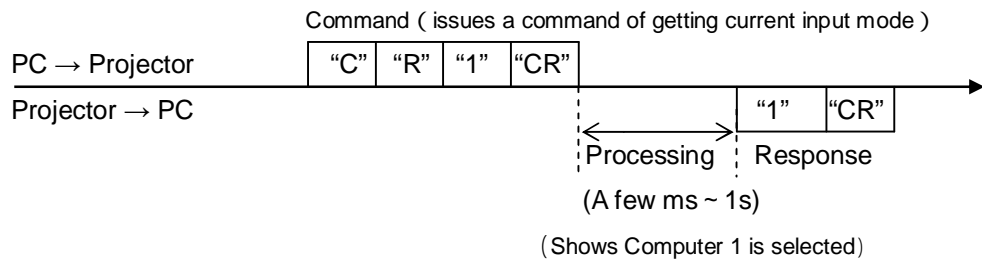 Command ( issues a command of getting current input mode )
PC → Projector “C” “R” “1” “CR”
Projector → PC “1” “CR”
Processing Response
(A few ms ~ 1s)
(Shows Computer 1 is selected)